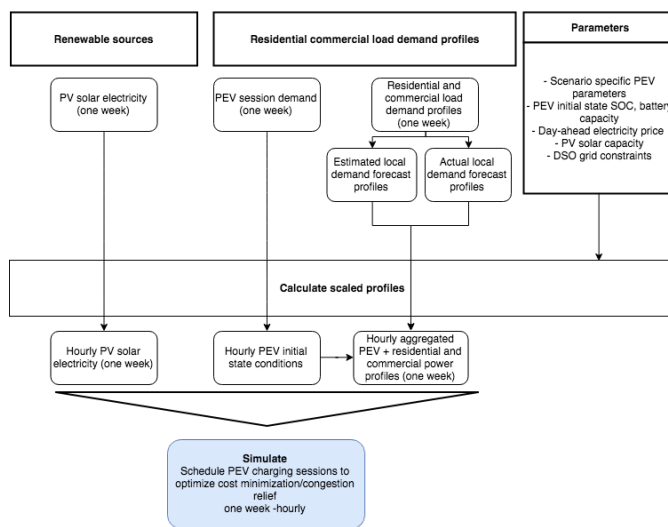 Renewable sources
Residential commercial load demand profiles
Parameters
PV solar electricity
(one week)
PEV session demand
(one week)
Residential and
commercial load
demand profiles
(one week)
- Scenario specific PEV
parameters
- PEV initial state SOC, battery
capacity
- Day-ahead electricity price
- PV solar capacity
- DSO grid constraints
Estimated local
demand forecast
profiles
Actual local
demand forecast
profiles
Calculate scaled profiles
Hourly PV solar
electricity (one week)
Hourly PEV initial
state conditions
Hourly aggregated
PEV + residential and
commercial power
profiles (one week)
Simulate
Schedule PEV charging sessions to
optimize cost minimization/congestion
relief
one week -hourly